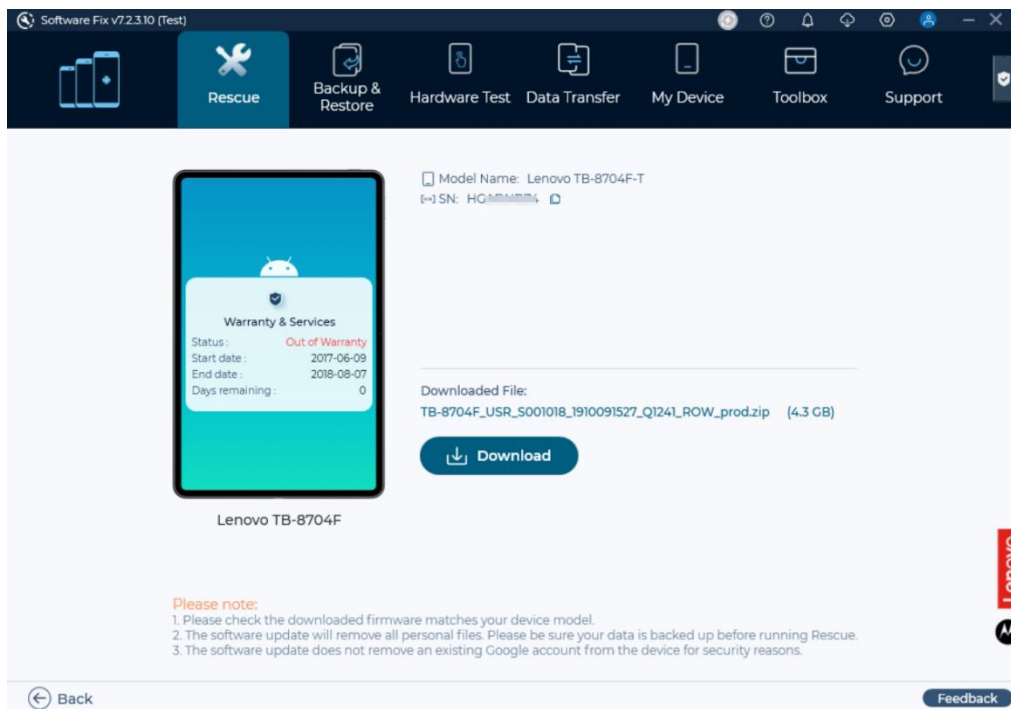 Software Fix v7.2.3.10 (Test)
Rescue
Backup &
Restore
Hardware Test
Data Transfer
My Device
Toolbox
Support
Model Name: Lenovo TB-8704F-T
SN: HG
Warranty & Services
Status : Out of Warranty
Start date : 2017-06-09
End date : 2018-08-07
Days remaining : 0
Lenovo TB-8704F
Downloaded File:
TB-8704F_USR_S001018_1910091527_Q1241_ROW_prod.zip (4.3 GB)
Download
Lenovo
Please note:
1. Please check the downloaded firmware matches your device model.
2. The software update will remove all personal files. Please be sure your data is backed up before running Rescue.
3. The software update does not remove an existing Google account from the device for security reasons.
Back
Feedback